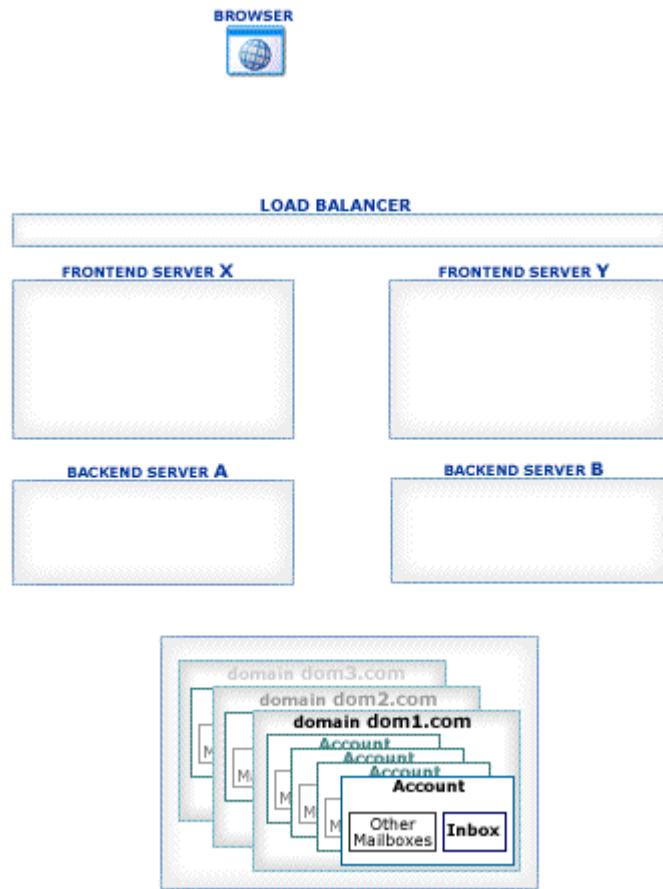 BROWSER
LOAD BALANCER
FRONTEND SERVER X
FRONTEND SERVER Y
BACKEND SERVER A
BACKEND SERVER B
domain dom3.com
domain dom2.com
domain dom1.com
Account
Account
Account
Account
Other
Mailboxes
Inbox